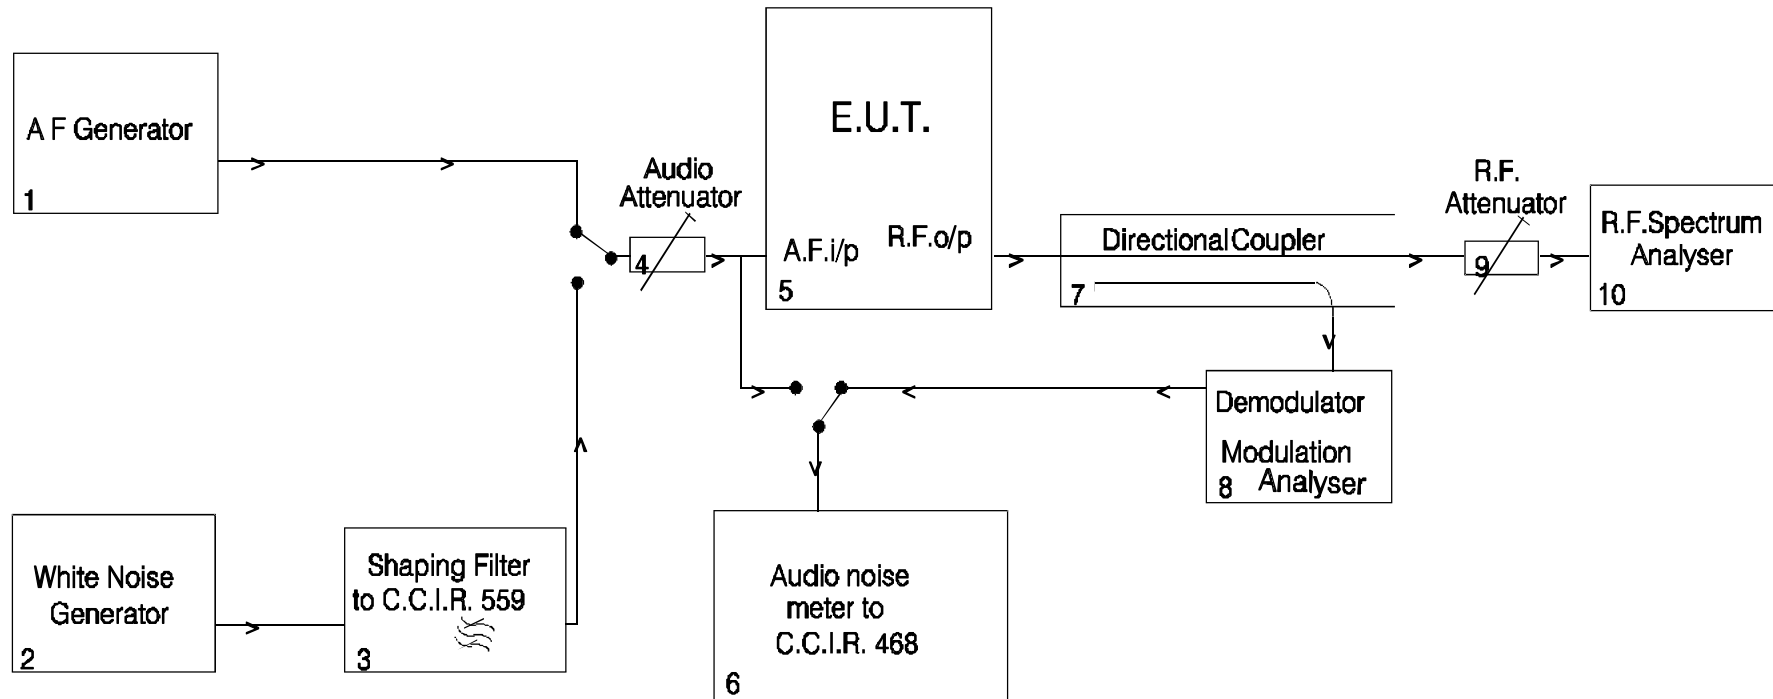 A F Generator
1
Audio
Attenuator
4
E.U.T.
A.F.i/p
R.F.o/p
5
Directional Coupler
7
R.F.
Attenuator
9
R.F.Spectrum
Analyser
10
Demodulator
Modulation
Analyser
8
White Noise
Generator
2
Shaping Filter
to C.C.I.R. 559
3
Audio noise
meter to
C.C.I.R. 468
6